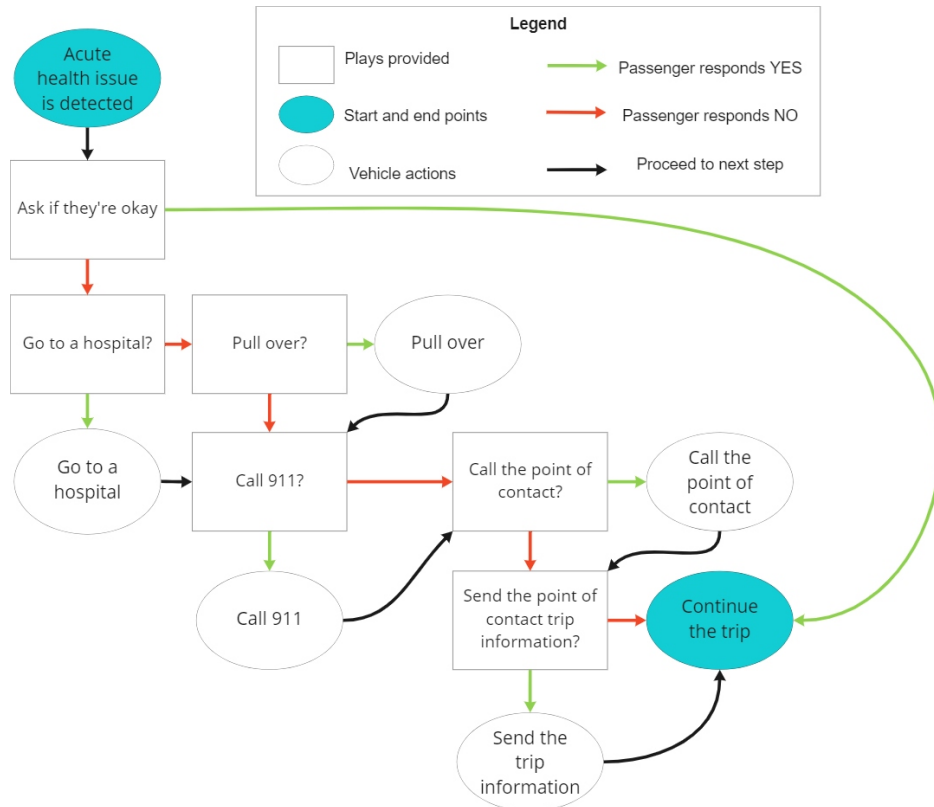 Legend
Plays provided
Passenger responds YES
Start and end points
Passenger responds NO
Vehicle actions
Proceed to next step
Acute
health issue
is detected
Ask if they're okay
Go to a hospital?
Pull over?
Pull over
Go to a
hospital
Call 911?
Call the point of
contact?
Call the
point of
contact
Call 911
Send the point of
contact trip
information?
Continue
the trip
Send the
trip
information